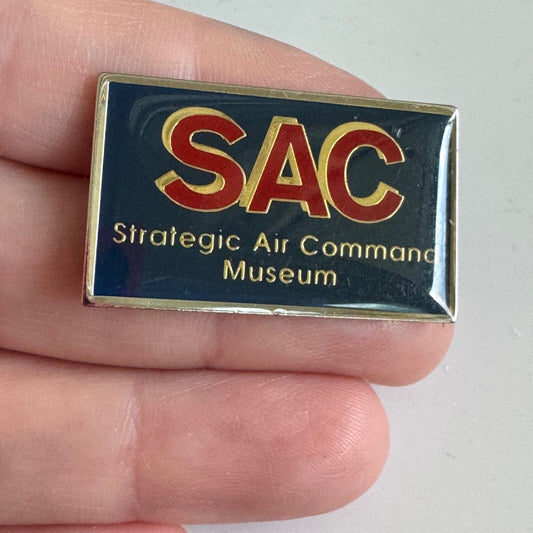 SAC
Strategic Air Command
Museum